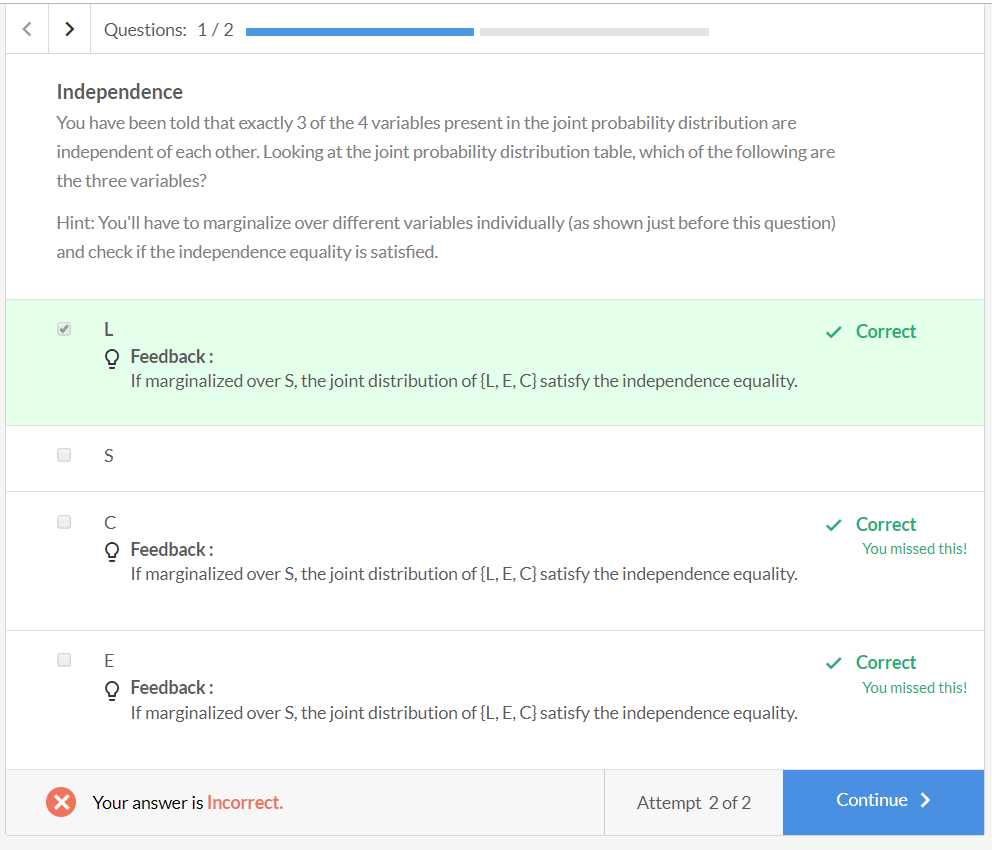 Questions: 1 / 2
Independence
You have been told that exactly 3 of the 4 variables present in the joint probability distribution are
independent of each other. Looking at the joint probability distribution table, which of the following are
the three variables?
Hint: You'll have to marginalize over different variables individually (as shown just before this question)
and check if the independence equality is satisfied.
L
Correct
Feedback :
If marginalized over S, the joint distribution of {L, E, C} satisfy the independence equality.
S
C
Correct
You missed this!
Feedback :
If marginalized over S, the joint distribution of {L, E, C} satisfy the independence equality.
E
Correct
You missed this!
Feedback :
If marginalized over S, the joint distribution of {L, E, C} satisfy the independence equality.
Your answer is Incorrect.
Attempt 2 of 2
Continue